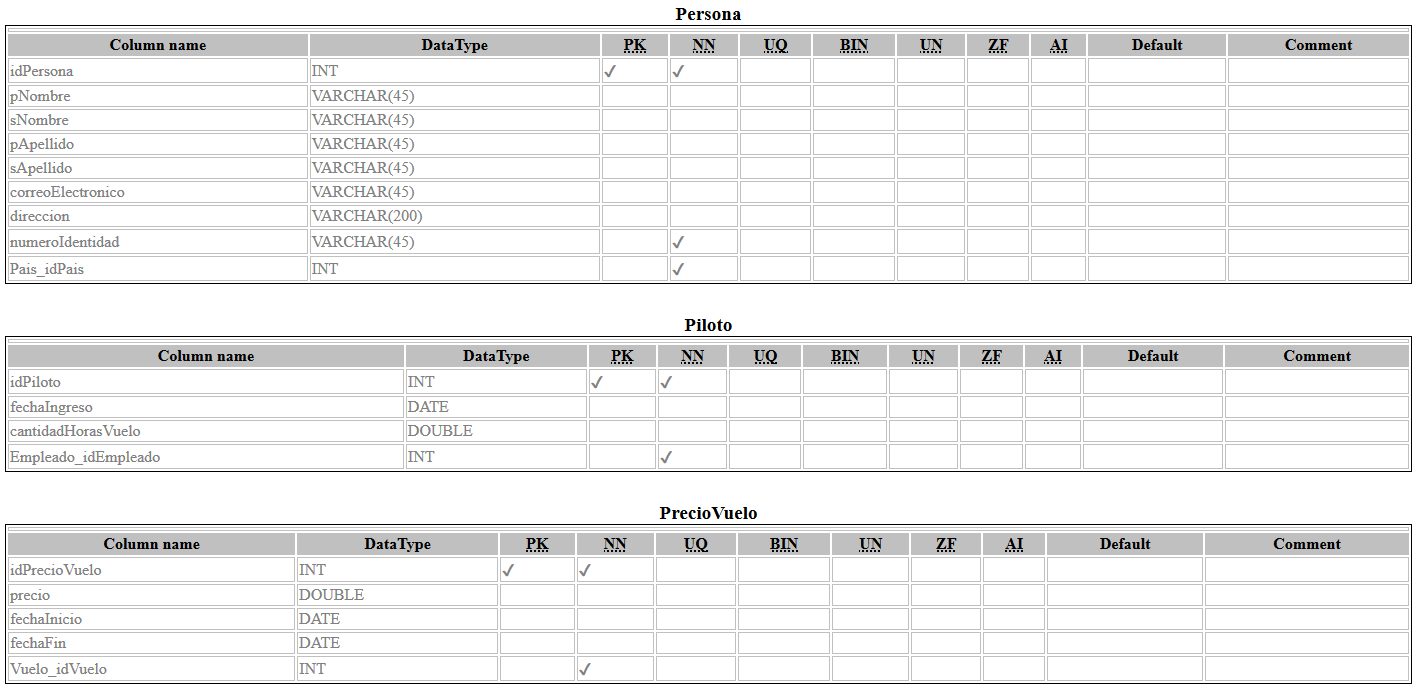 Persona
Column name DataType PK NN UQ BIN UN ZF AI Default Comment
idPersona INT ✓ ✓
pNombre VARCHAR(45)
sNombre VARCHAR(45)
pApellido VARCHAR(45)
sApellido VARCHAR(45)
correoElectronico VARCHAR(45)
direccion VARCHAR(200)
numeroIdentidad VARCHAR(45) ✓
Pais_idPais INT ✓
Piloto
Column name DataType PK NN UQ BIN UN ZF AI Default Comment
idPiloto INT ✓ ✓
fechaIngreso DATE
cantidadHorasVuelo DOUBLE
Empleado_idEmpleado INT ✓
PrecioVuelo
Column name DataType PK NN UQ BIN UN ZF AI Default Comment
idPrecioVuelo INT ✓ ✓
precio DOUBLE
fechaInicio DATE
fechaFin DATE
Vuelo_idVuelo INT ✓